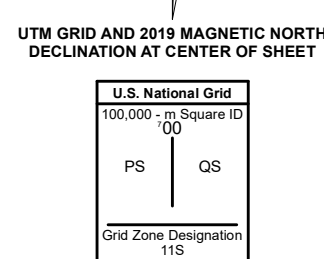 UTM GRID AND 2019 MAGNETIC NORTH
DECLINATION AT CENTER OF SHEET
U.S. National Grid
100,000 - m Square ID
⁷00
PS QS
Grid Zone Designation
11S